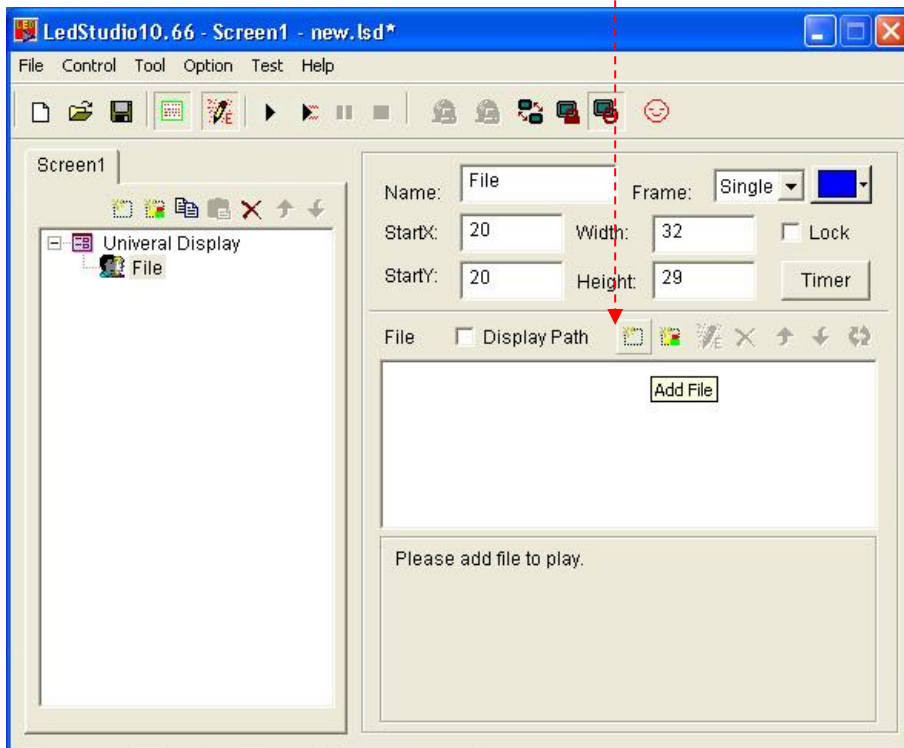 LedStudio10.66 - Screen1 - new.lsd*
File Control Tool Option Test Help
Screen1
Univeral Display
File
Name: File Frame: Single
StartX: 20 Width: 32 Lock
StartY: 20 Height: 29 Timer
File Display Path
Add File
Please add file to play.